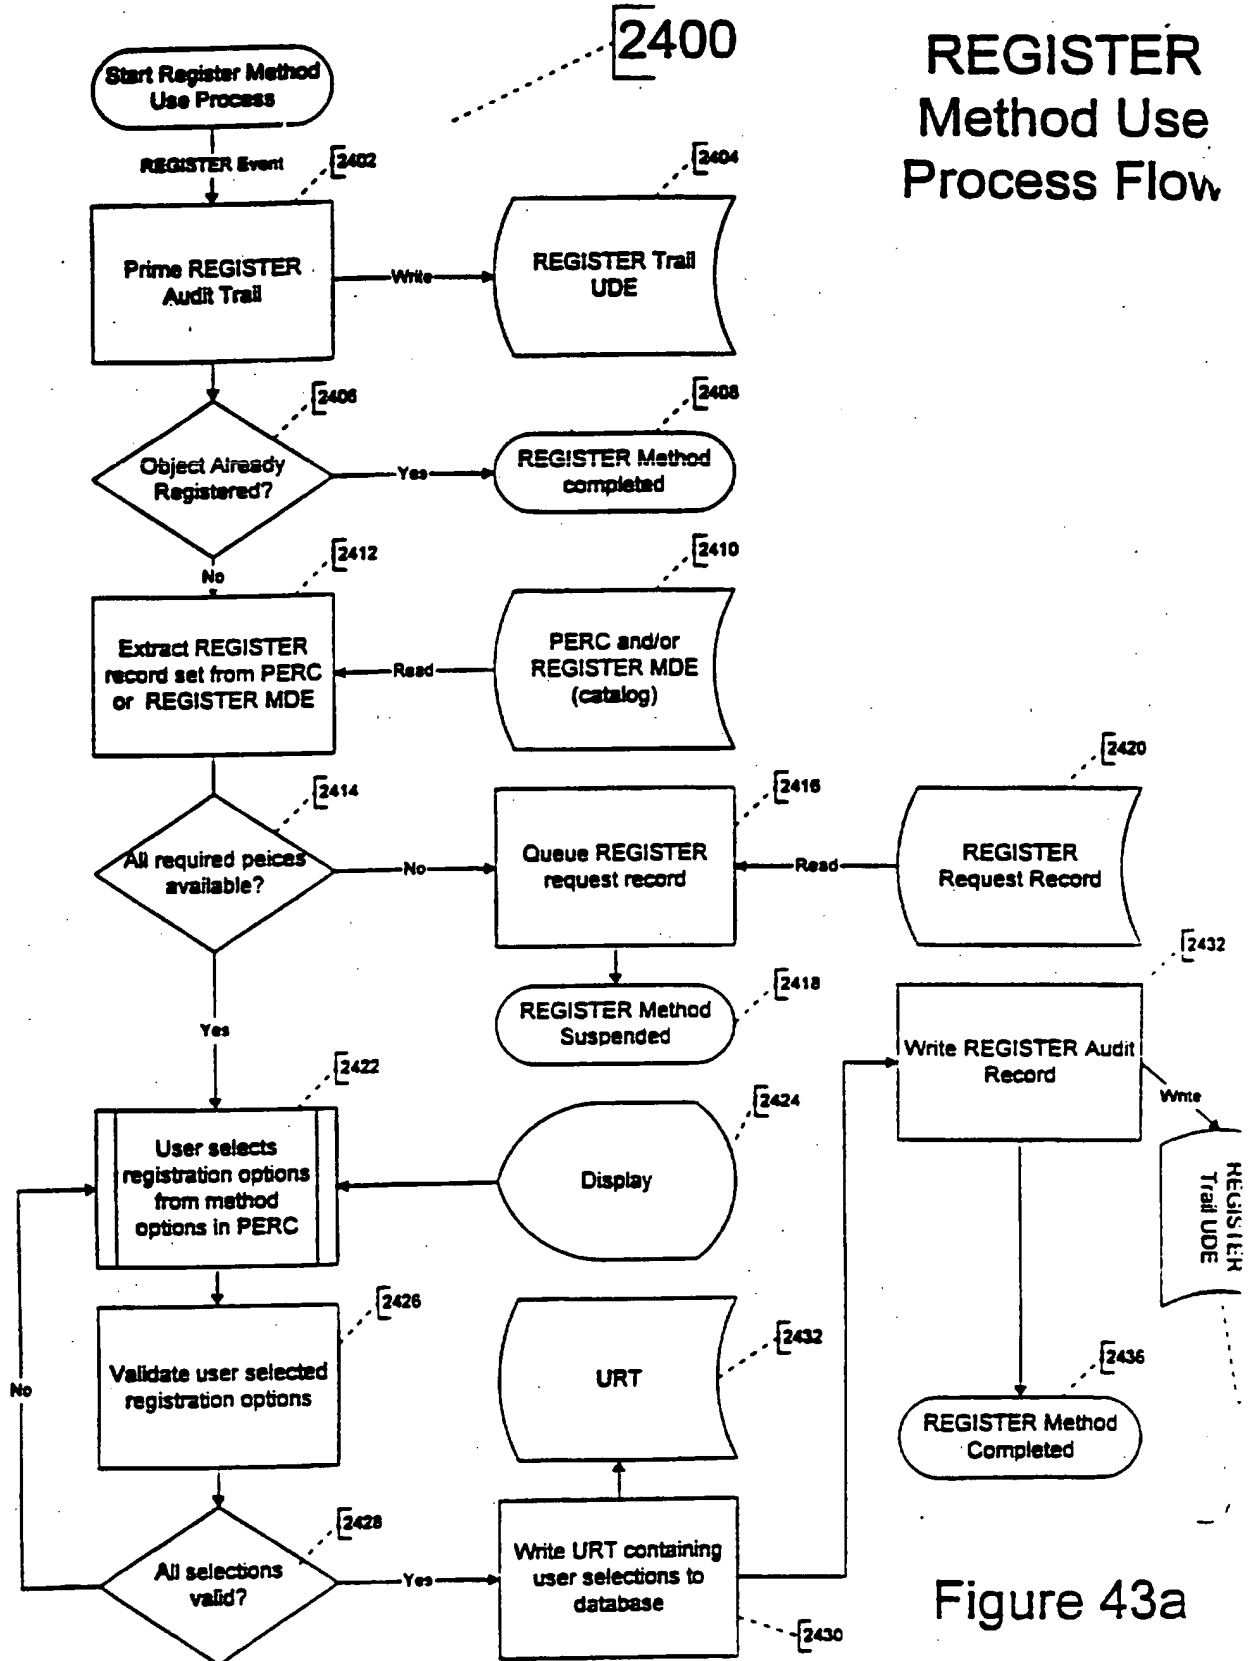 2400
REGISTER
Method Use
Process Flow
Start Register Method
Use Process
REGISTER Event
2402
2404
Prime REGISTER
Audit Trail
Write
REGISTER Trail
UDE
2406
2408
Object Already
Registered?
Yes
REGISTER Method
completed
No
2412
2410
Extract REGISTER
record set from PERC
or REGISTER MDE
Read
PERC and/or
REGISTER MDE
(catalog)
2414
2416
2420
All required peices
available?
No
Queue REGISTER
request record
Read
REGISTER
Request Record
Yes
2418
REGISTER Method
Suspended
2432
Write REGISTER Audit
Record
Write
REGISTER
Trail UDE
2422
2424
User selects
registration options
from method
options in PERC
Display
2426
2432
Validate user selected
registration options
URT
No
2436
REGISTER Method
Completed
2428
All selections
valid?
Yes
Write URT containing
user selections to
database
2430
Figure 43a